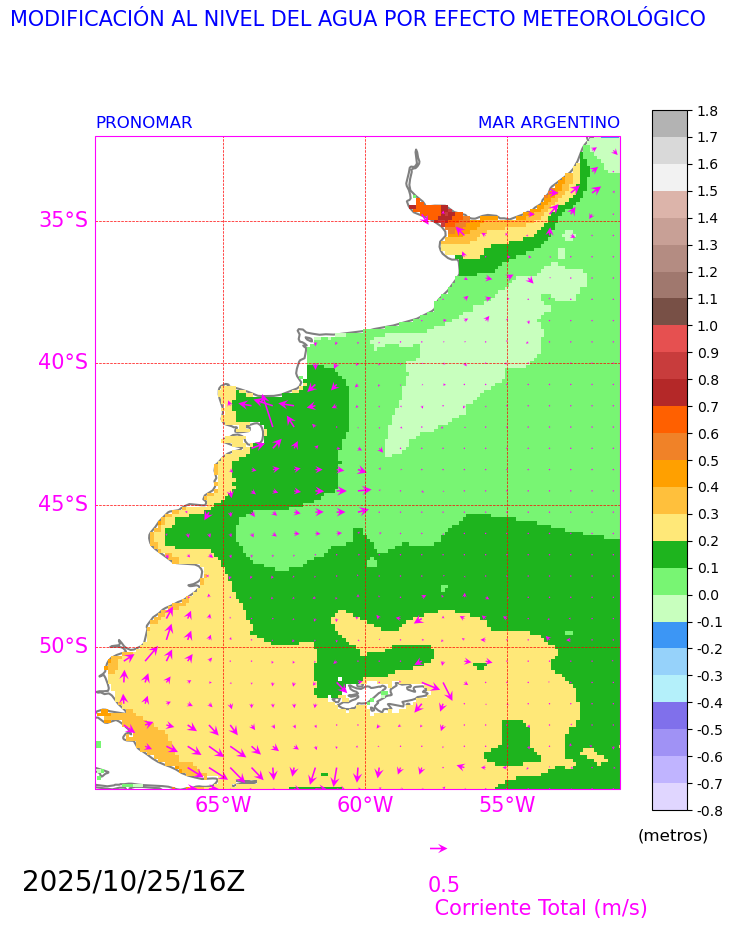 MODIFICACIÓN AL NIVEL DEL AGUA POR EFECTO METEOROLÓGICO
PRONOMAR MAR ARGENTINO
35°S
40°S
45°S
50°S
65°W 60°W 55°W
1.8
1.7
1.6
1.5
1.4
1.3
1.2
1.1
1.0
0.9
0.8
0.7
0.6
0.5
0.4
0.3
0.2
0.1
0.0
-0.1
-0.2
-0.3
-0.4
-0.5
-0.6
-0.7
-0.8
(metros)
2025/10/25/16Z
0.5
Corriente Total (m/s)